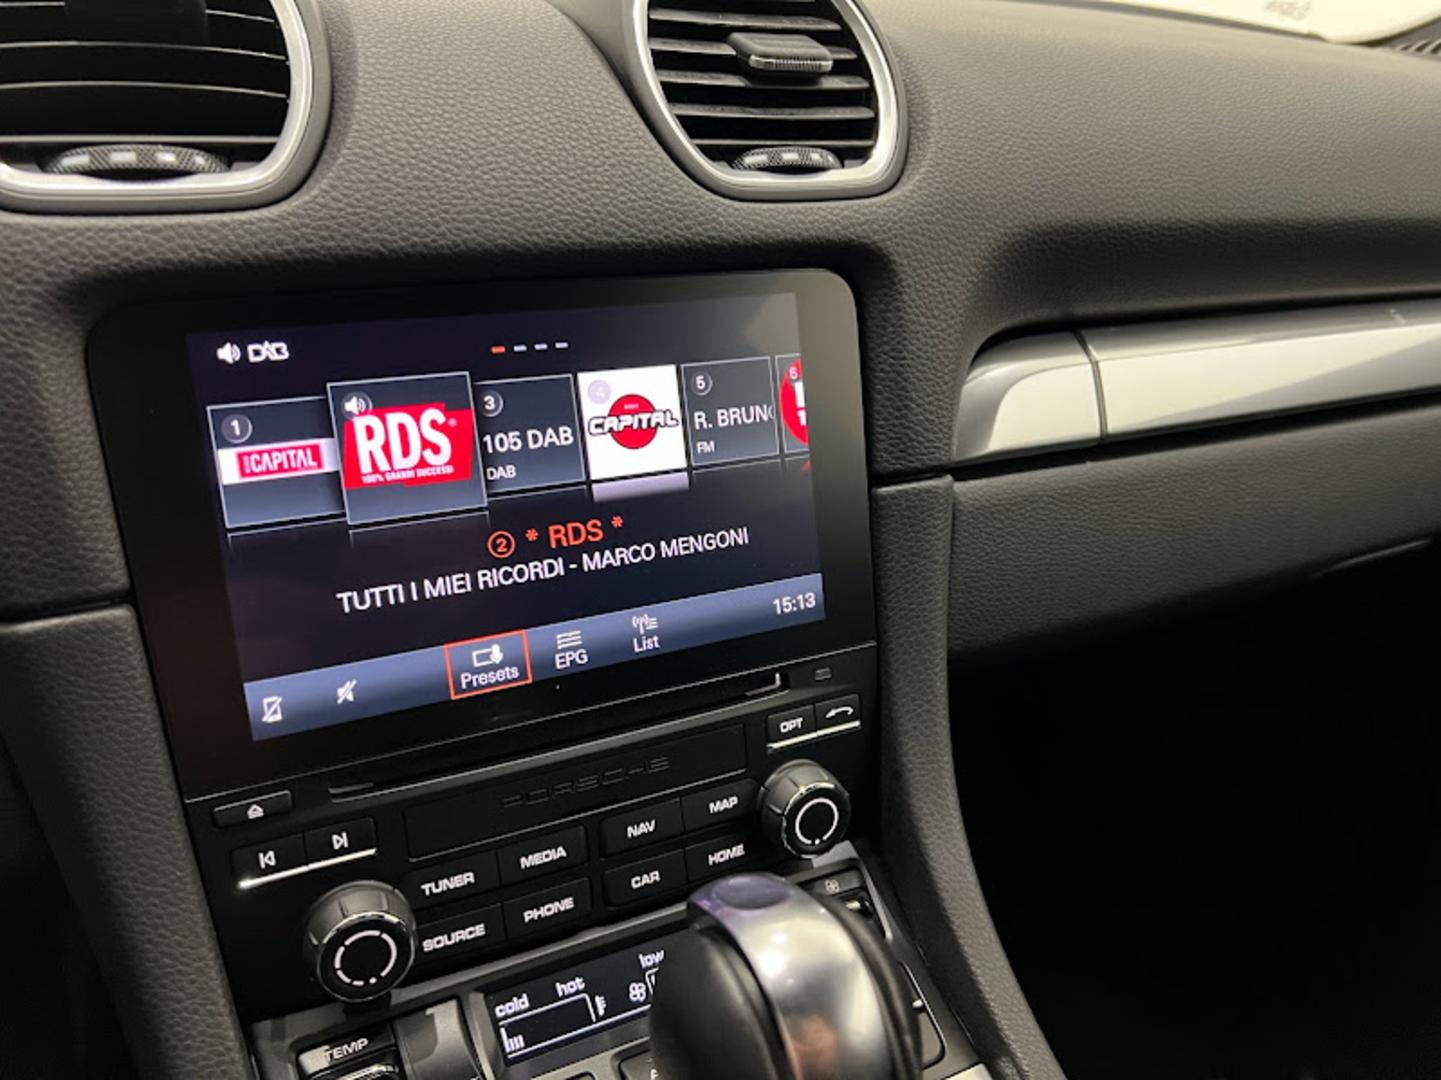 DAB
1
CAPITAL
RDS
100% GRANDI SUCCESSI
3
105 DAB
DAB
4
CAPITAL
5
R. BRUN
FM
6
2 * RDS *
TUTTI I MIEI RICORDI - MARCO MENGONI
15:13
Presets
EPG
List
OPT
PORSCHE
TUNER
MEDIA
NAV
MAP
SOURCE
PHONE
CAR
HOME
cold
hot
low
TEMP